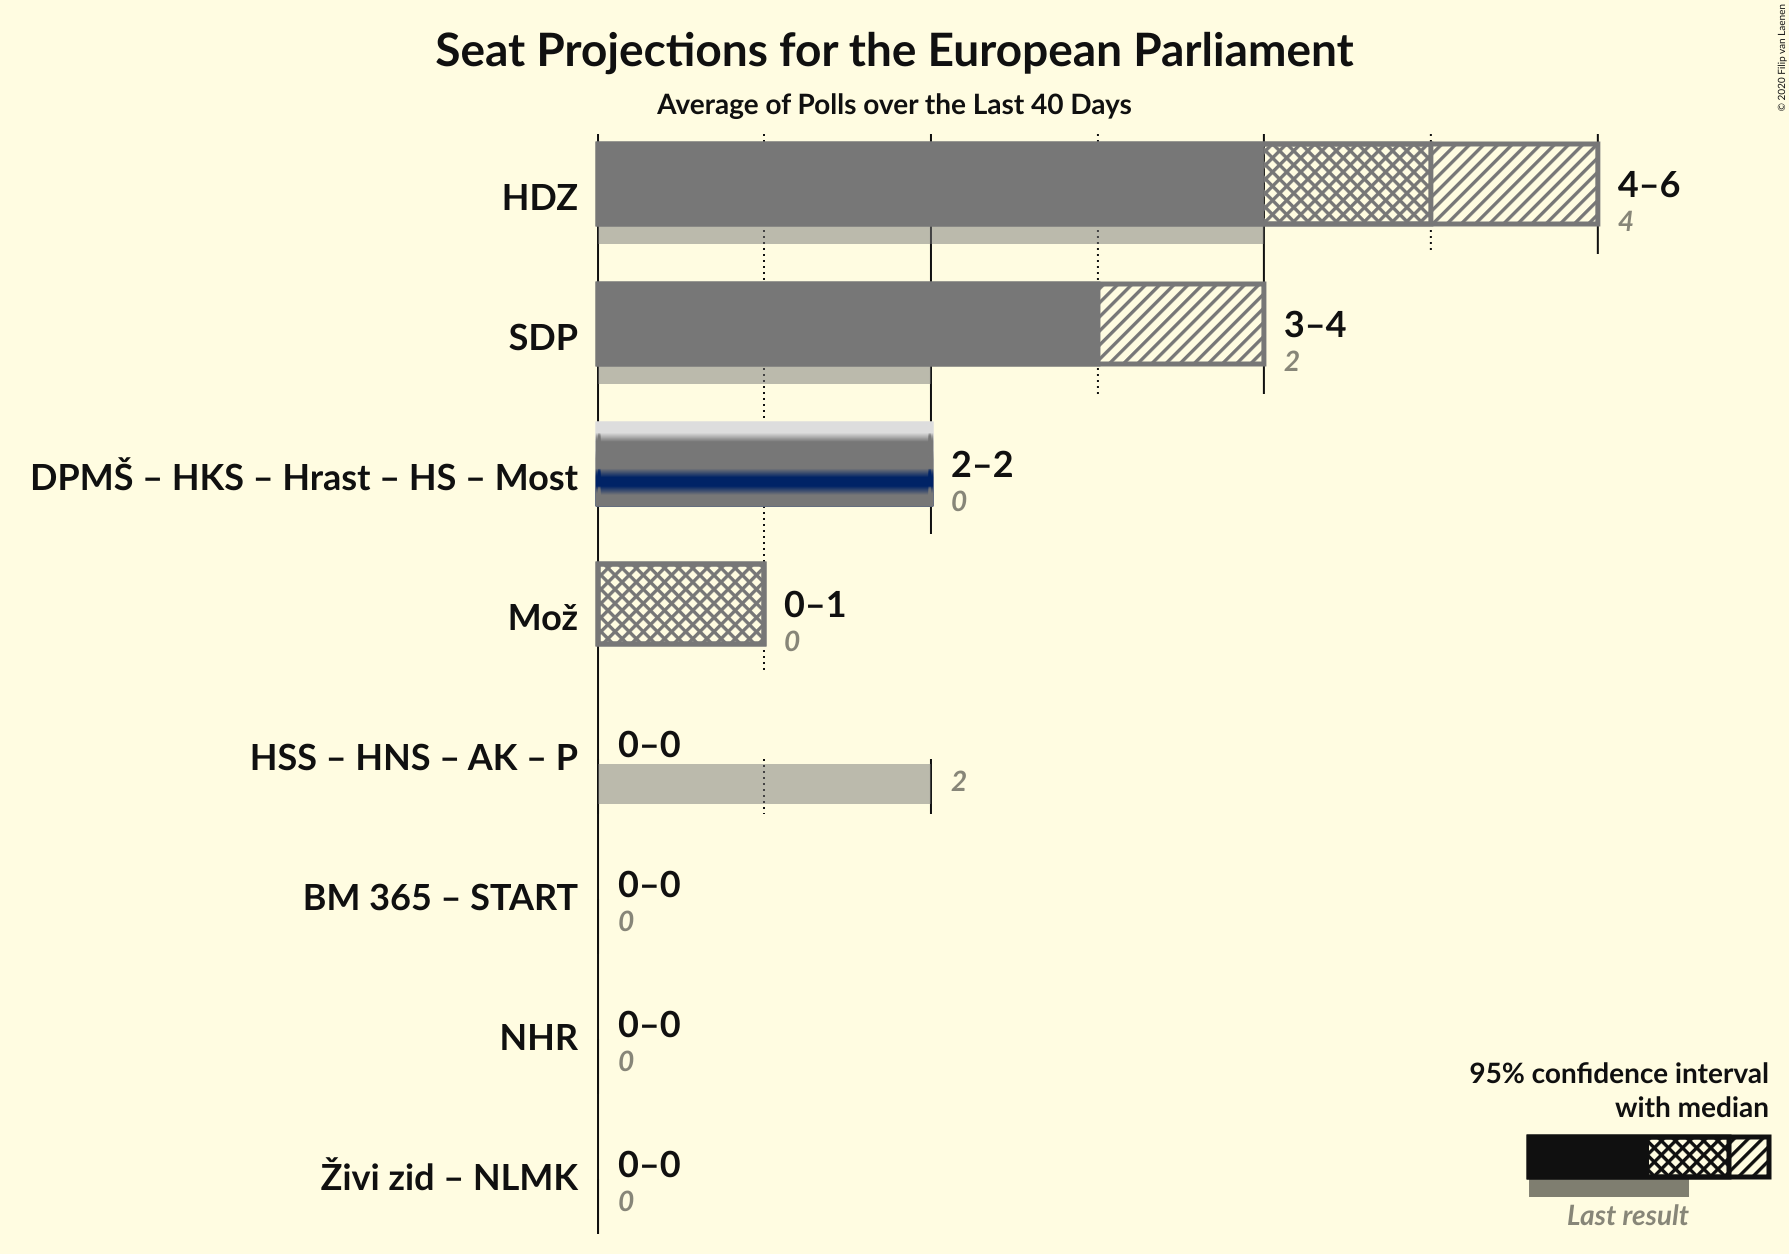 Seat Projections for the European Parliament
Average of Polls over the Last 40 Days
© 2020 Filip van Laenen
HDZ
4–6
4
SDP
3–4
2
DPMŠ – HKS – Hrast – HS – Most
2–2
0
Mož
0–1
0
HSS – HNS – AK – P
0–0
2
BM 365 – START
0–0
0
NHR
0–0
0
Živi zid – NLMK
0–0
0
95% confidence interval
with median
Last result